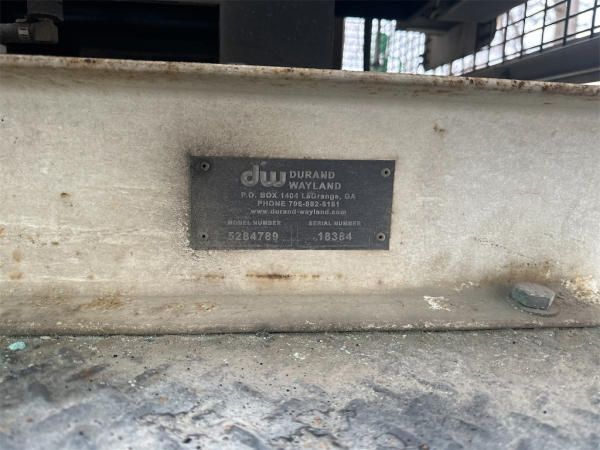 dw DURAND
WAYLAND
P.O. BOX 1404 LaGrange, GA
PHONE 706-882-8161
www.durand-wayland.com
MODEL NUMBER SERIAL NUMBER
5284789 18384